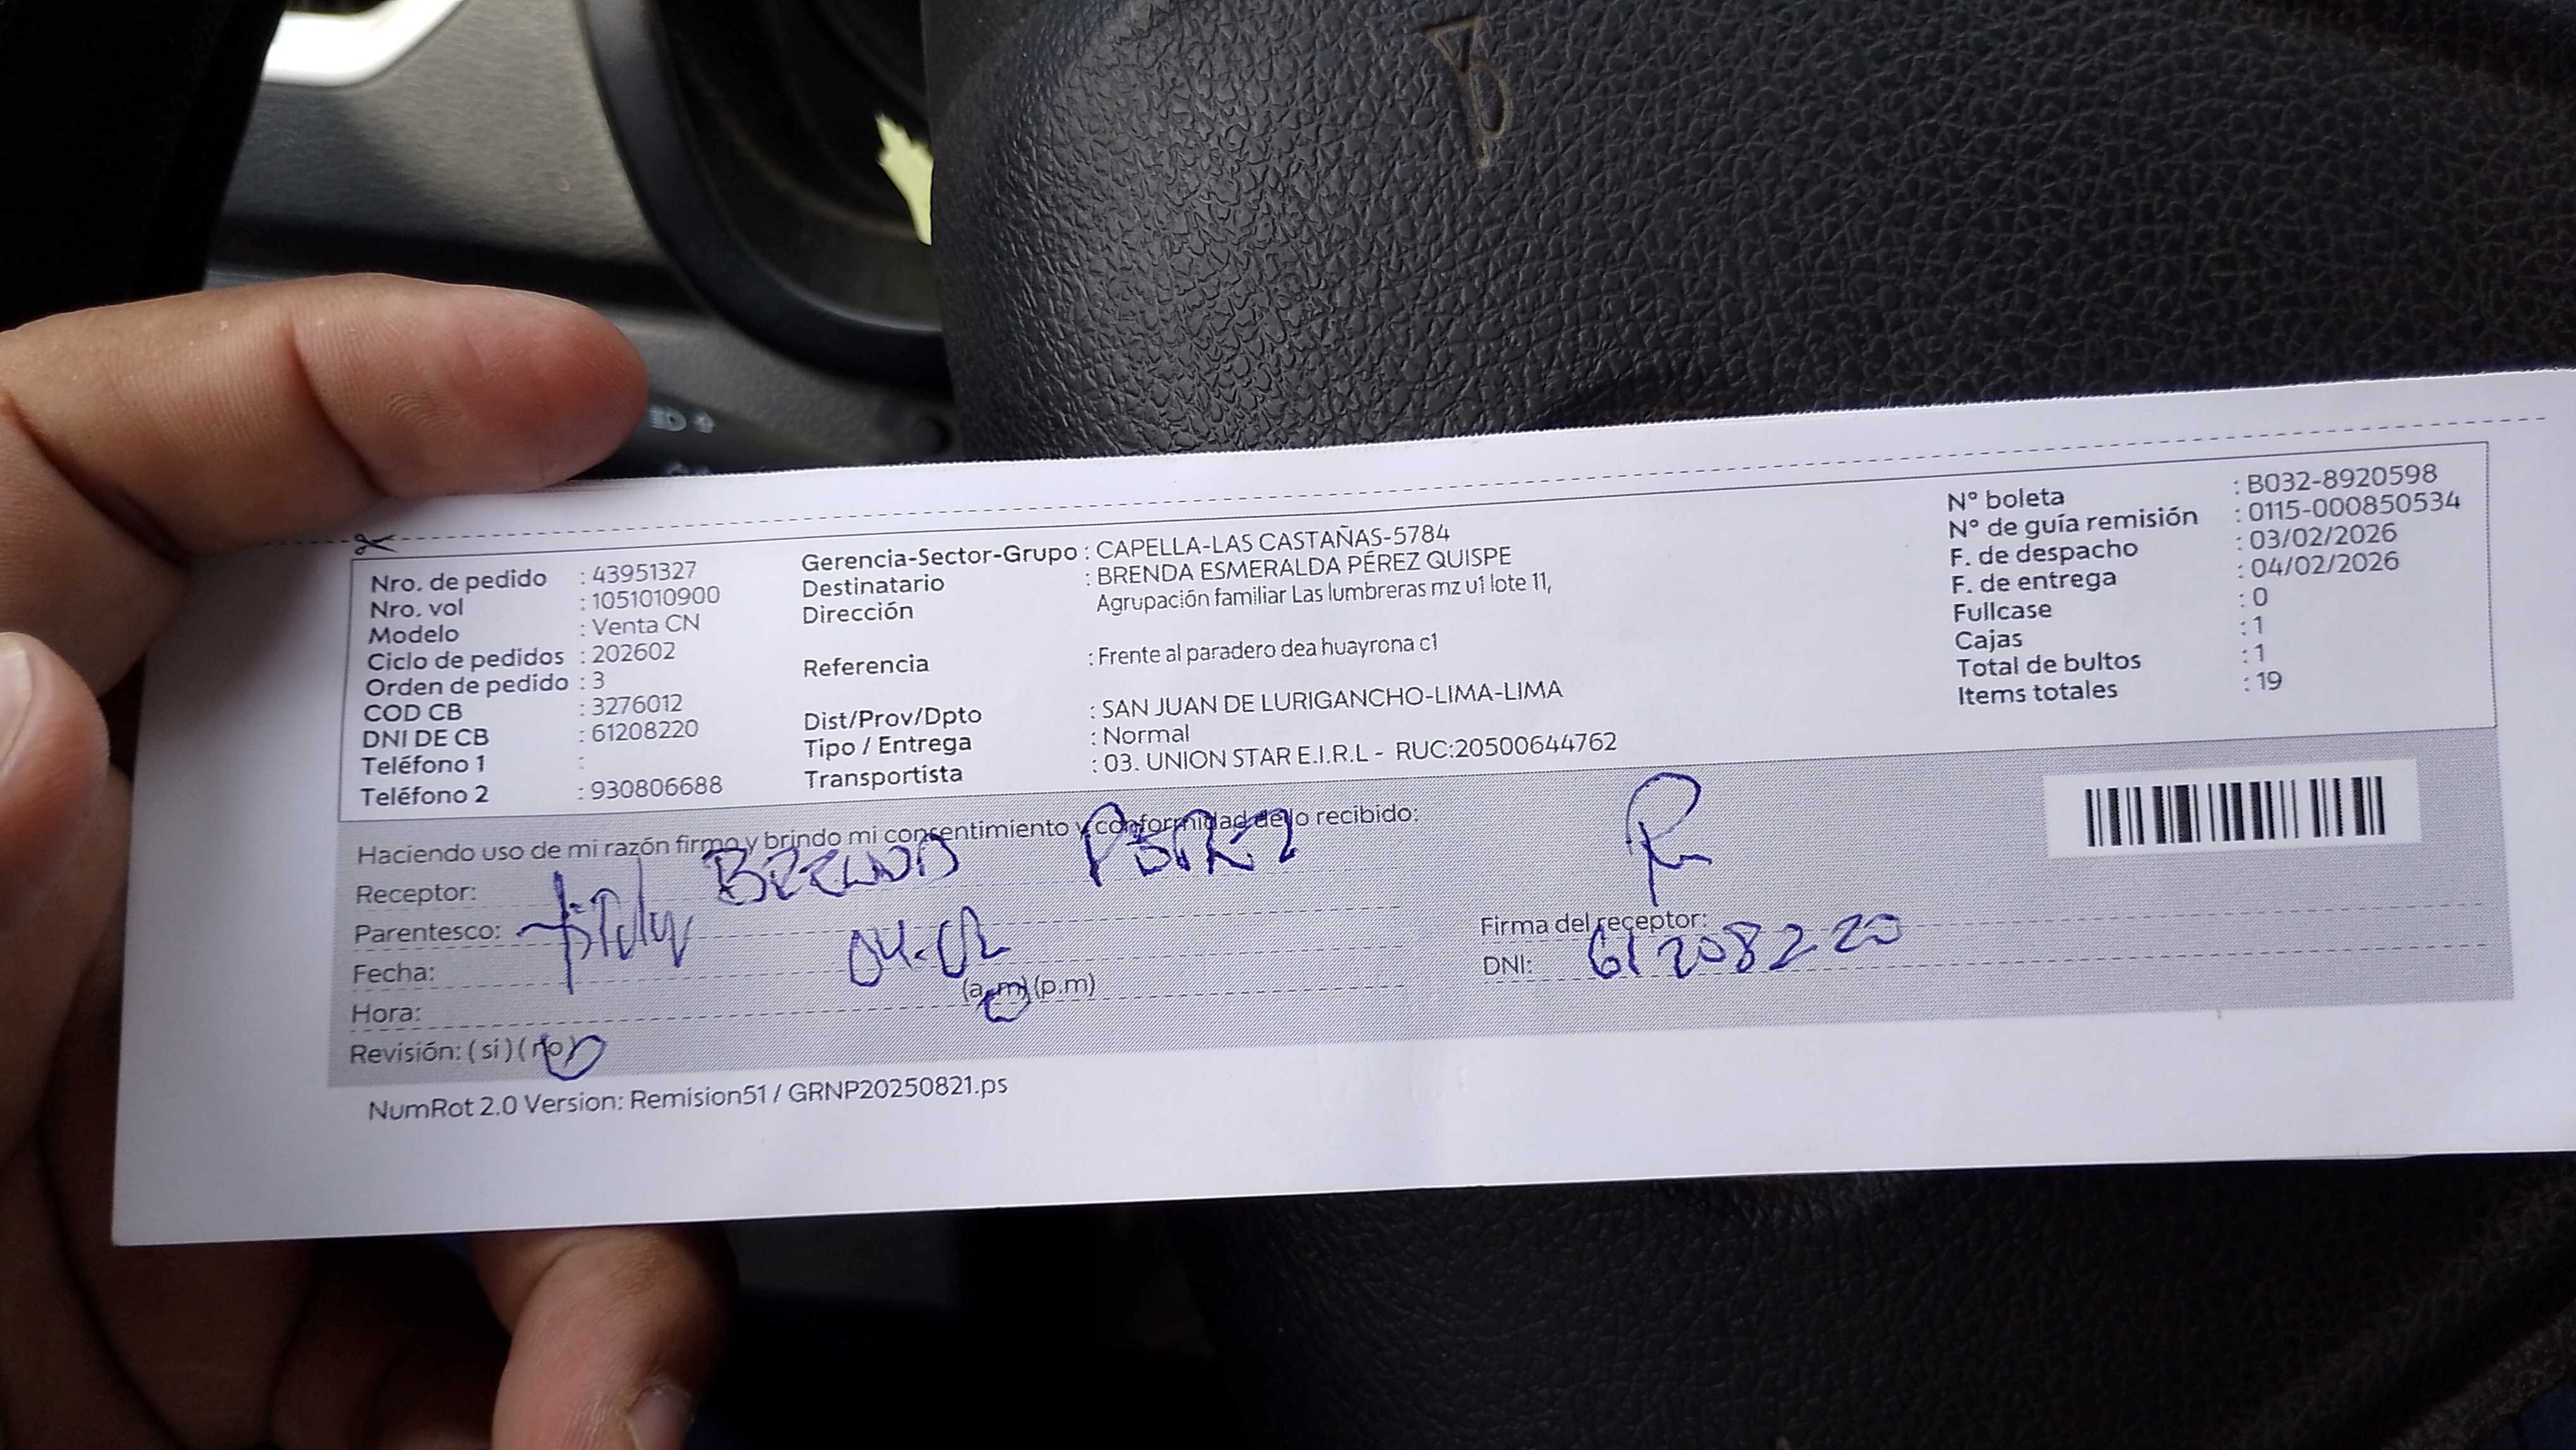 Nro. de pedido : 43951327
Nro. vol : 1051010900
Modelo : Venta CN
Ciclo de pedidos : 202602
Orden de pedido : 3
COD CB : 3276012
DNI DE CB : 61208220
Teléfono 1 :
Teléfono 2 : 930806688
Gerencia-Sector-Grupo : CAPELLA-LAS CASTAÑAS-5784
Destinatario : BRENDA ESMERALDA PÉREZ QUISPE
Dirección Agrupación familiar Las lumbreras mz u1 lote 11,
Referencia : Frente al paradero dea huayrona c1
Dist/Prov/Dpto : SAN JUAN DE LURIGANCHO-LIMA-LIMA
Tipo / Entrega : Normal
Transportista : 03. UNION STAR E.I.R.L - RUC:20500644762
N° boleta : B032-8920598
N° de guía remisión : 0115-000850534
F. de despacho : 03/02/2026
F. de entrega : 04/02/2026
Fullcase : 0
Cajas : 1
Total de bultos : 1
Items totales : 19
Haciendo uso de mi razón firmo y brindo mi consentimiento y conformidad de lo recibido:
Receptor: PEREZ
Parentesco:
Fecha: 04-02
Hora: (a.m) (p.m)
Revisión: (si) (no)
Firma del receptor:
DNI: 61208220
NumRot 2.0 Version: Remision51 / GRNP20250821.ps